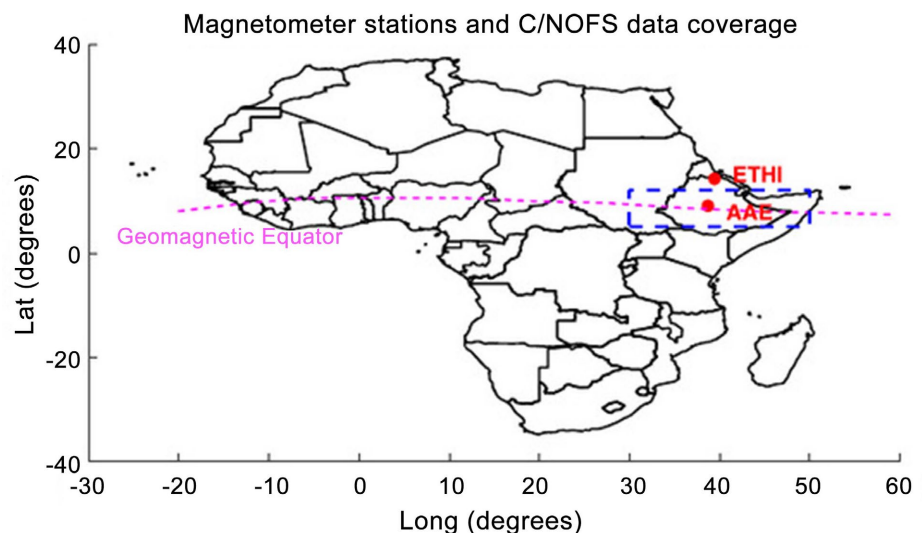 Magnetometer stations and C/NOFS data coverage
40
20
0
-20
-40
Lat (degrees)
ETHI
AAE
Geomagnetic Equator
-30 -20 -10 0 10 20 30 40 50 60
Long (degrees)